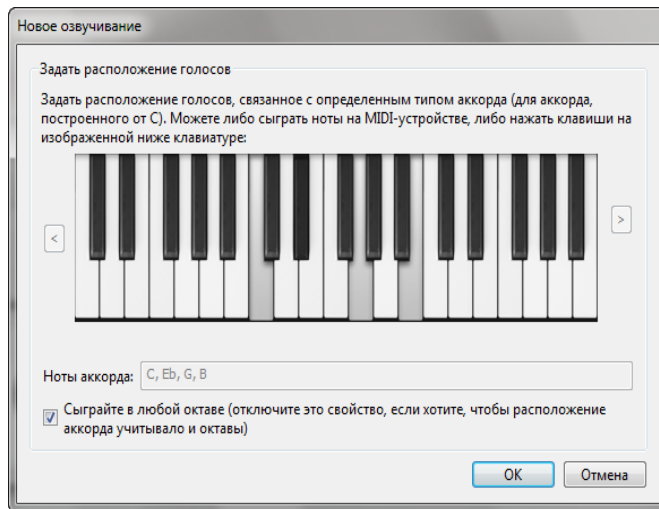 Новое озвучивание
Задать расположение голосов
Задать расположение голосов, связанное с определенным типом аккорда (для аккорда,
построенного от C). Можете либо сыграть ноты на MIDI-устройстве, либо нажать клавиши на
изображенной ниже клавиатуре:
<
>
Ноты аккорда: C, Eb, G, B
Сыграйте в любой октаве (отключите это свойство, если хотите, чтобы расположение
аккорда учитывало и октавы)
OK Отмена